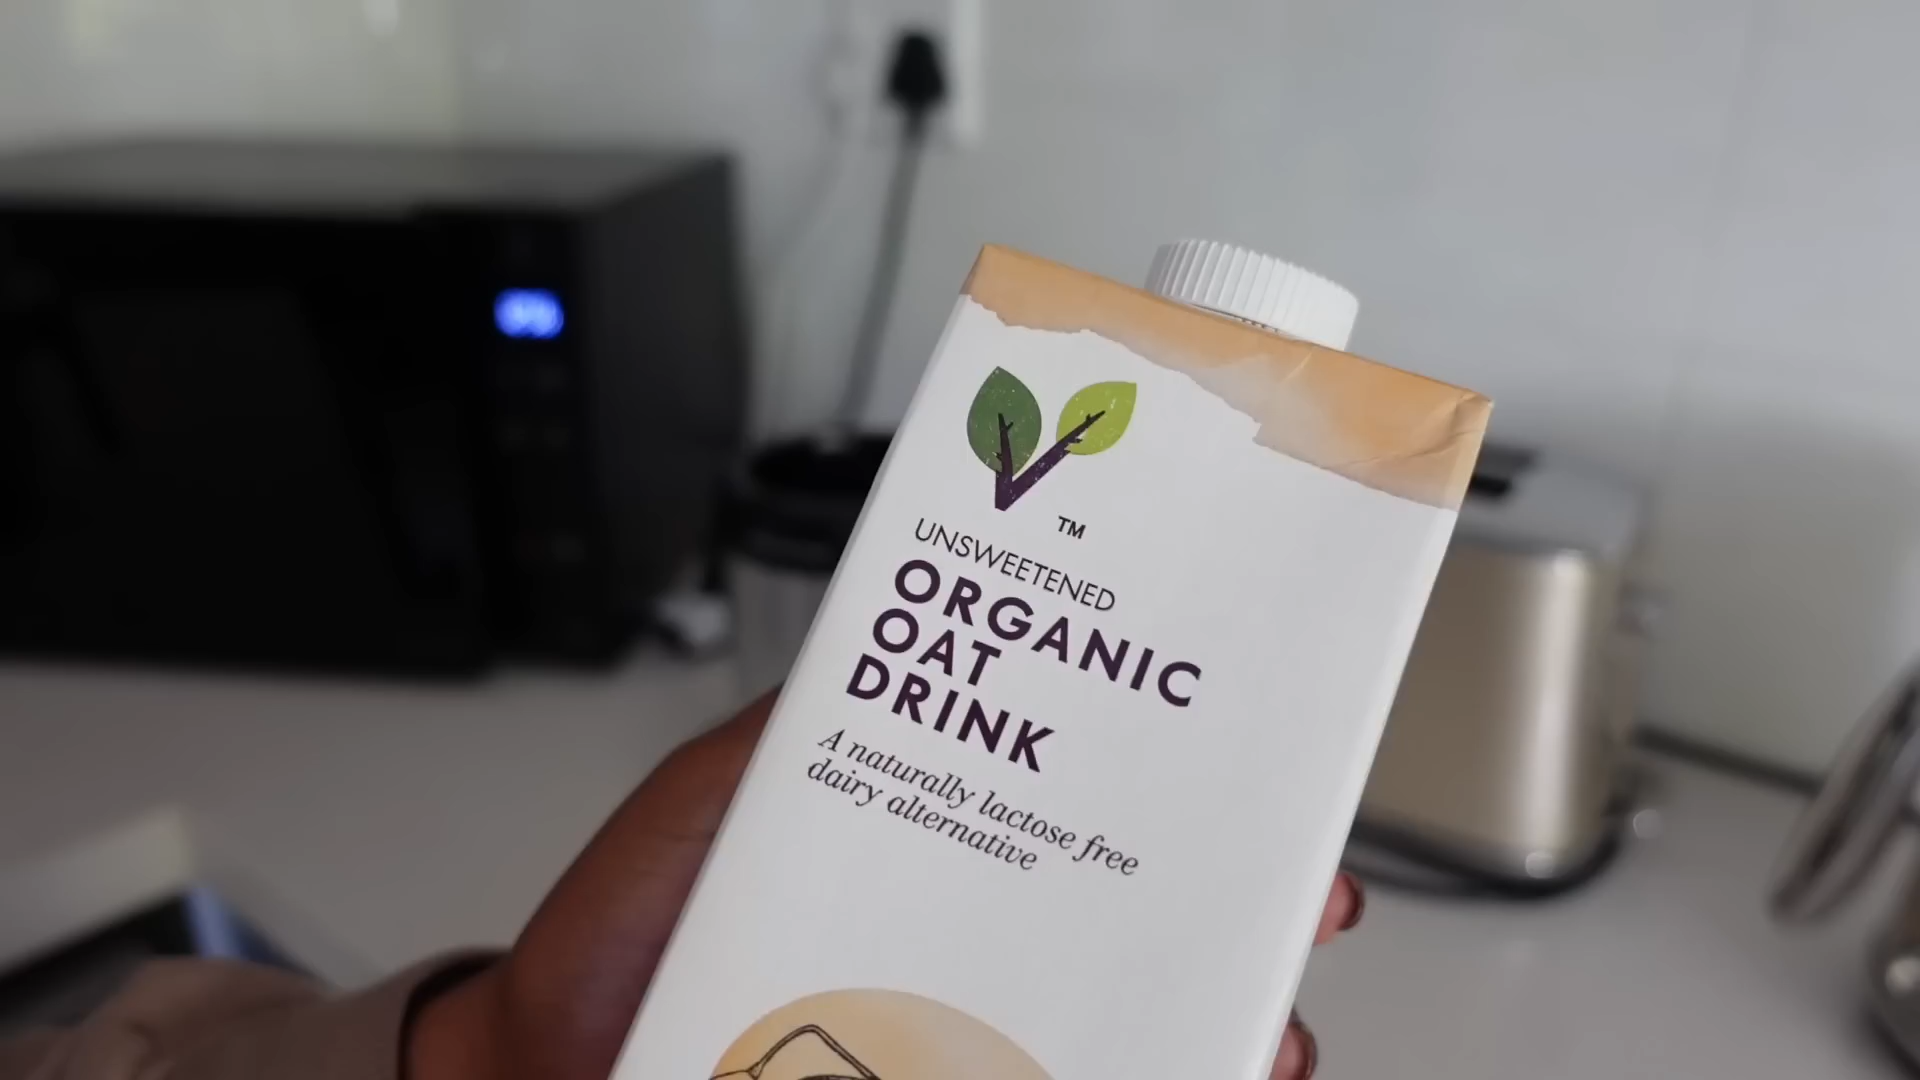 TM
UNSWEETENED
ORGANIC
OAT
DRINK
A naturally lactose free
dairy alternative